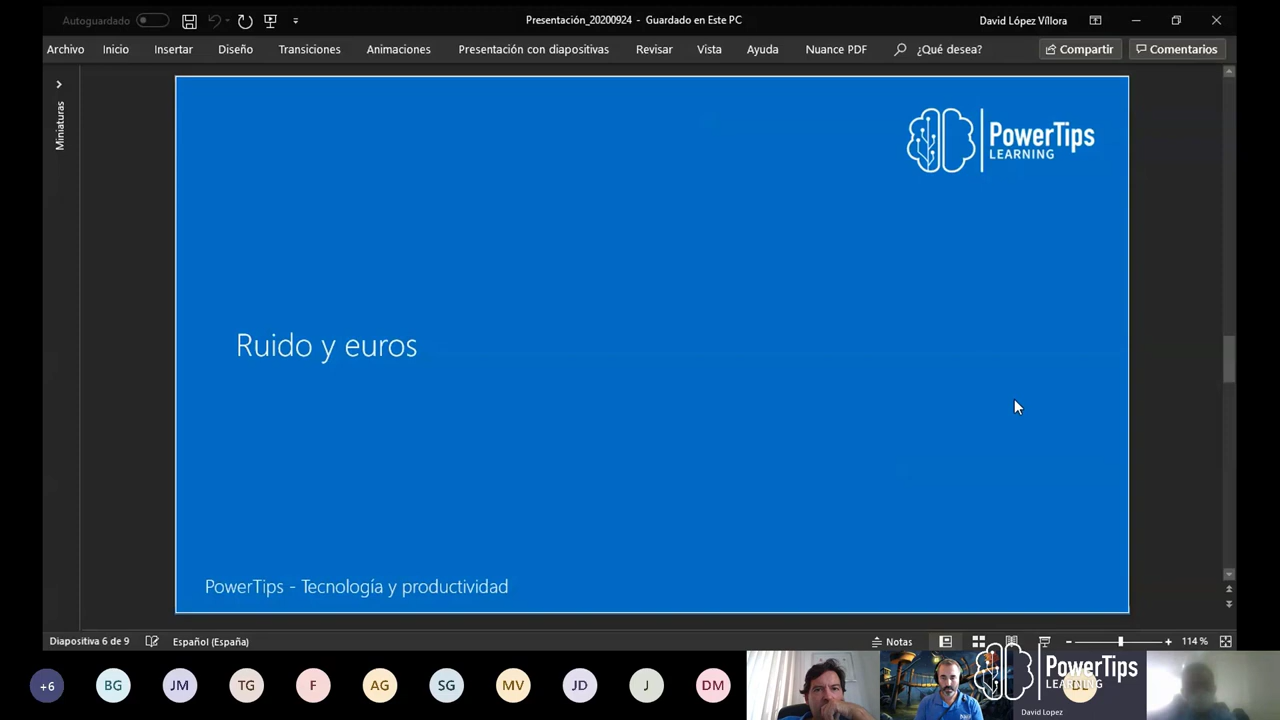 Autoguardado
Presentación_20200924 - Guardado en Este PC
David López Víllora
Archivo Inicio Insertar Diseño Transiciones Animaciones Presentación con diapositivas Revisar Vista Ayuda Nuance PDF ¿Qué desea? Compartir Comentarios
Miniaturas
PowerTips
LEARNING
Ruido y euros
PowerTips - Tecnología y productividad
Diapositiva 6 de 9 Español (España) Notas 114 %
+6 BG JM TG F AG SG MV JD J DM
PowerTips
LEARNING
David Lopez